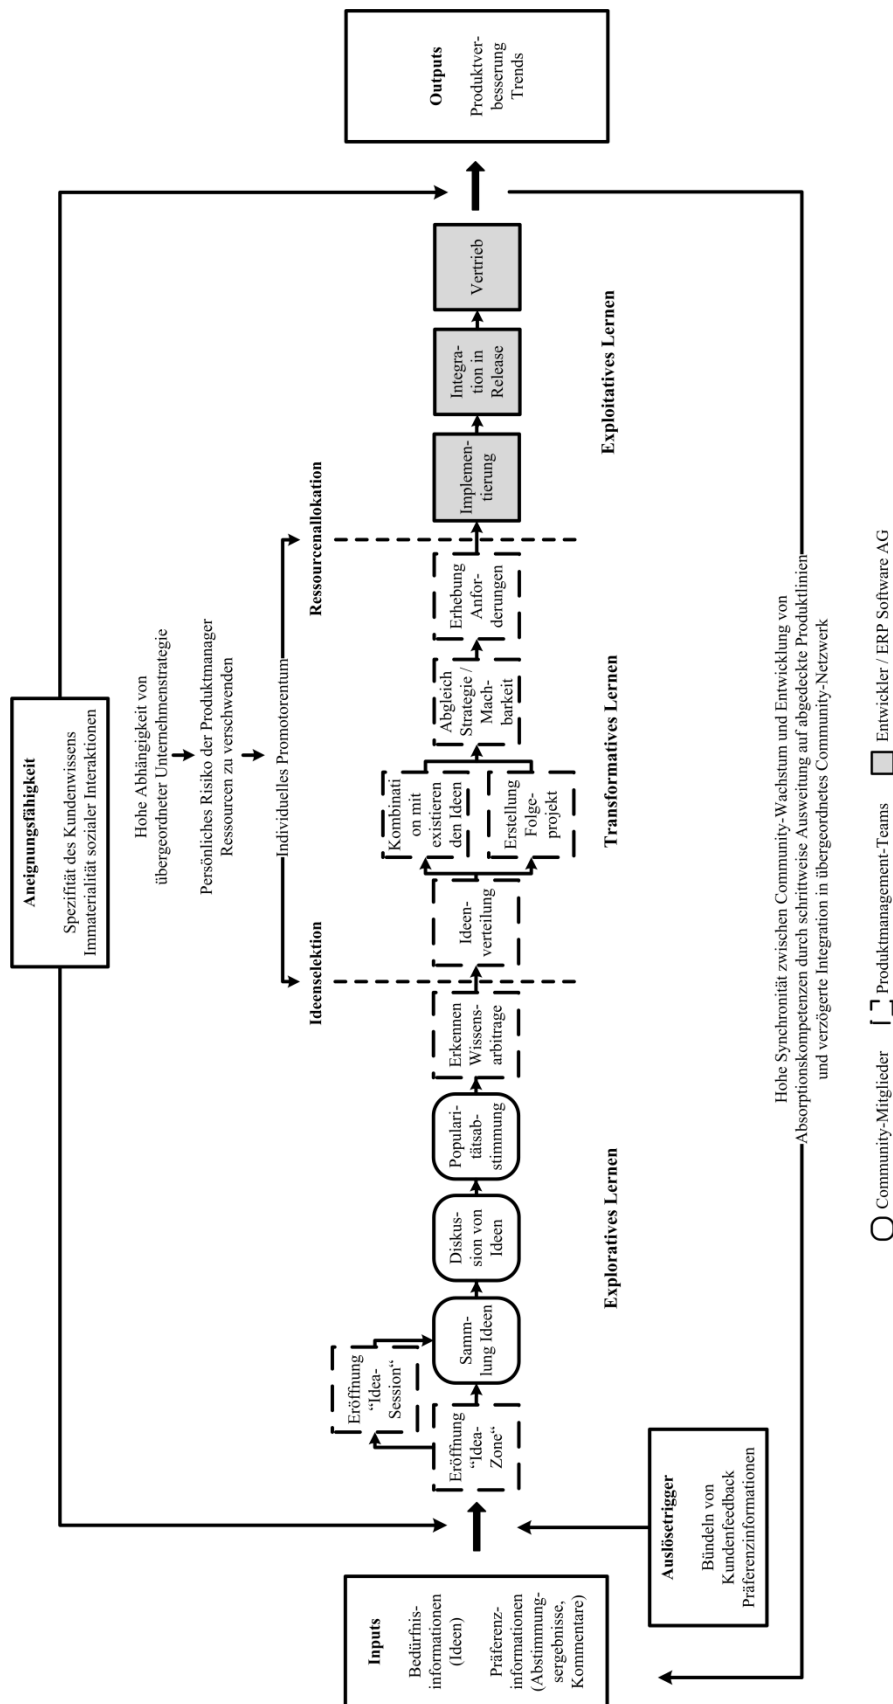 Aneignungsfähigkeit
Spezifität des Kundenwissens
Immaterialität sozialer Interaktionen
Hohe Abhängigkeit von
übergeordneter Unternehmenstrategie
Persönliches Risiko der Produktmanager
Ressourcen zu verschwenden
Individuelles Promotorentum
Ideenselektion
Ressourcenallokation
Inputs
Bedürfnis-
informationen
(Ideen)
Präferenz-
informationen
(Abstimmung-
sergebnisse,
Kommentare)
Eröffnung
“Idea-
Session“
Eröffnung
“Idea-
Zone“
Samm-
lung Ideen
Diskus-
sion von
Ideen
Populari-
tätsab-
stimmung
Erkennen
Wissens-
arbitrage
Ideen-
verteilung
Kombinati
on mit
existieren
den Ideen
Erstellung
Folge-
projekt
Abgleich
Strategie /
Mach-
barkeit
Erhebung
Anfor-
derungen
Implemen-
tierung
Integra-
tion in
Release
Vertrieb
Outputs
Produktver-
besserung
Trends
Exploratives Lernen
Transformatives Lernen
Exploitatives Lernen
Auslösetrigger
Bündeln von
Kundenfeedback
Präferenzinformationen
Hohe Synchronität zwischen Community-Wachstum und Entwicklung von
Absorptionskompetenzen durch schrittweise Ausweitung auf abgedeckte Produktlinien
und verzögerte Integration in übergeordnetes Community-Netzwerk
Community-Mitglieder
Produktmanagement-Teams
Entwickler / ERP Software AG